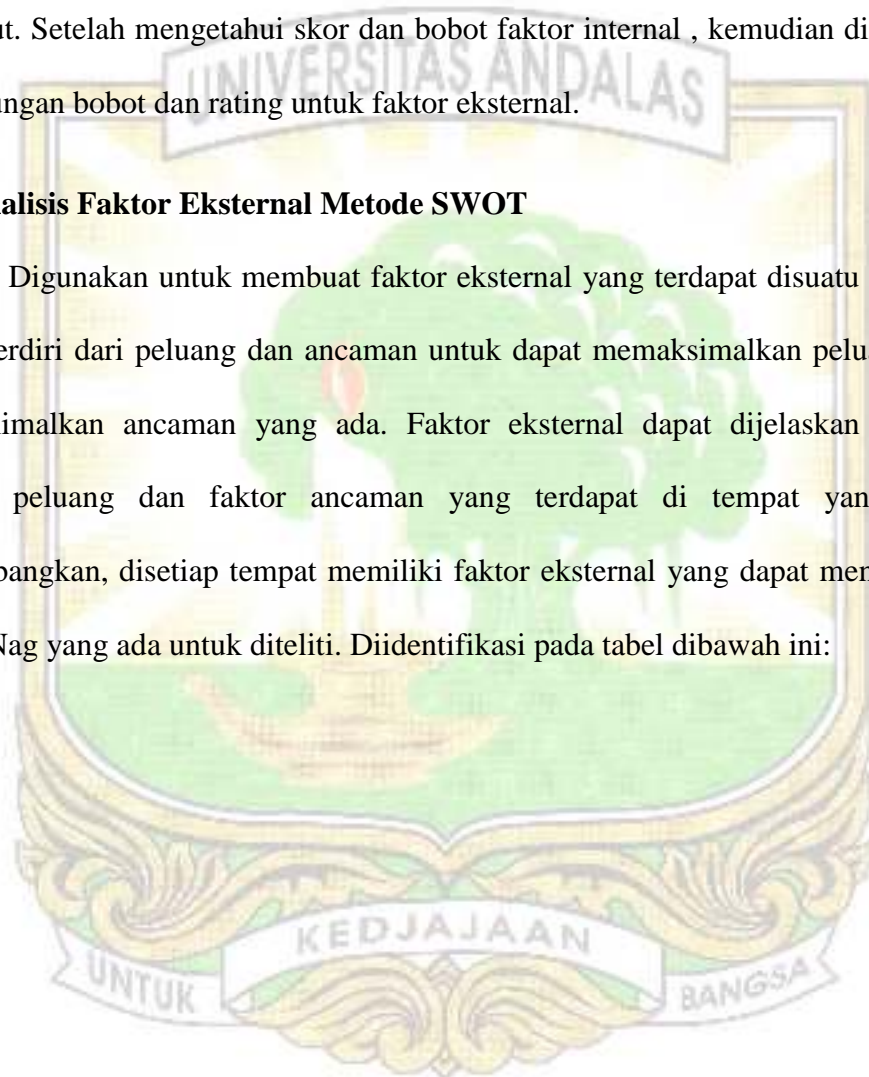 ut. Setelah mengetahui skor dan bobot faktor internal , kemudian di
UNIVERSITAS ANDALAS
ungan bobot dan rating untuk faktor eksternal.
alisis Faktor Eksternal Metode SWOT
Digunakan untuk membuat faktor eksternal yang terdapat disuatu
erdiri dari peluang dan ancaman untuk dapat memaksimalkan pelua
imalkan ancaman yang ada. Faktor eksternal dapat dijelaskan
peluang dan faktor ancaman yang terdapat di tempat yan
bangkan, disetiap tempat memiliki faktor eksternal yang dapat men
Nag yang ada untuk diteliti. Diidentifikasi pada tabel dibawah ini:
KEDJAJAAN
UNTUK BANGSA